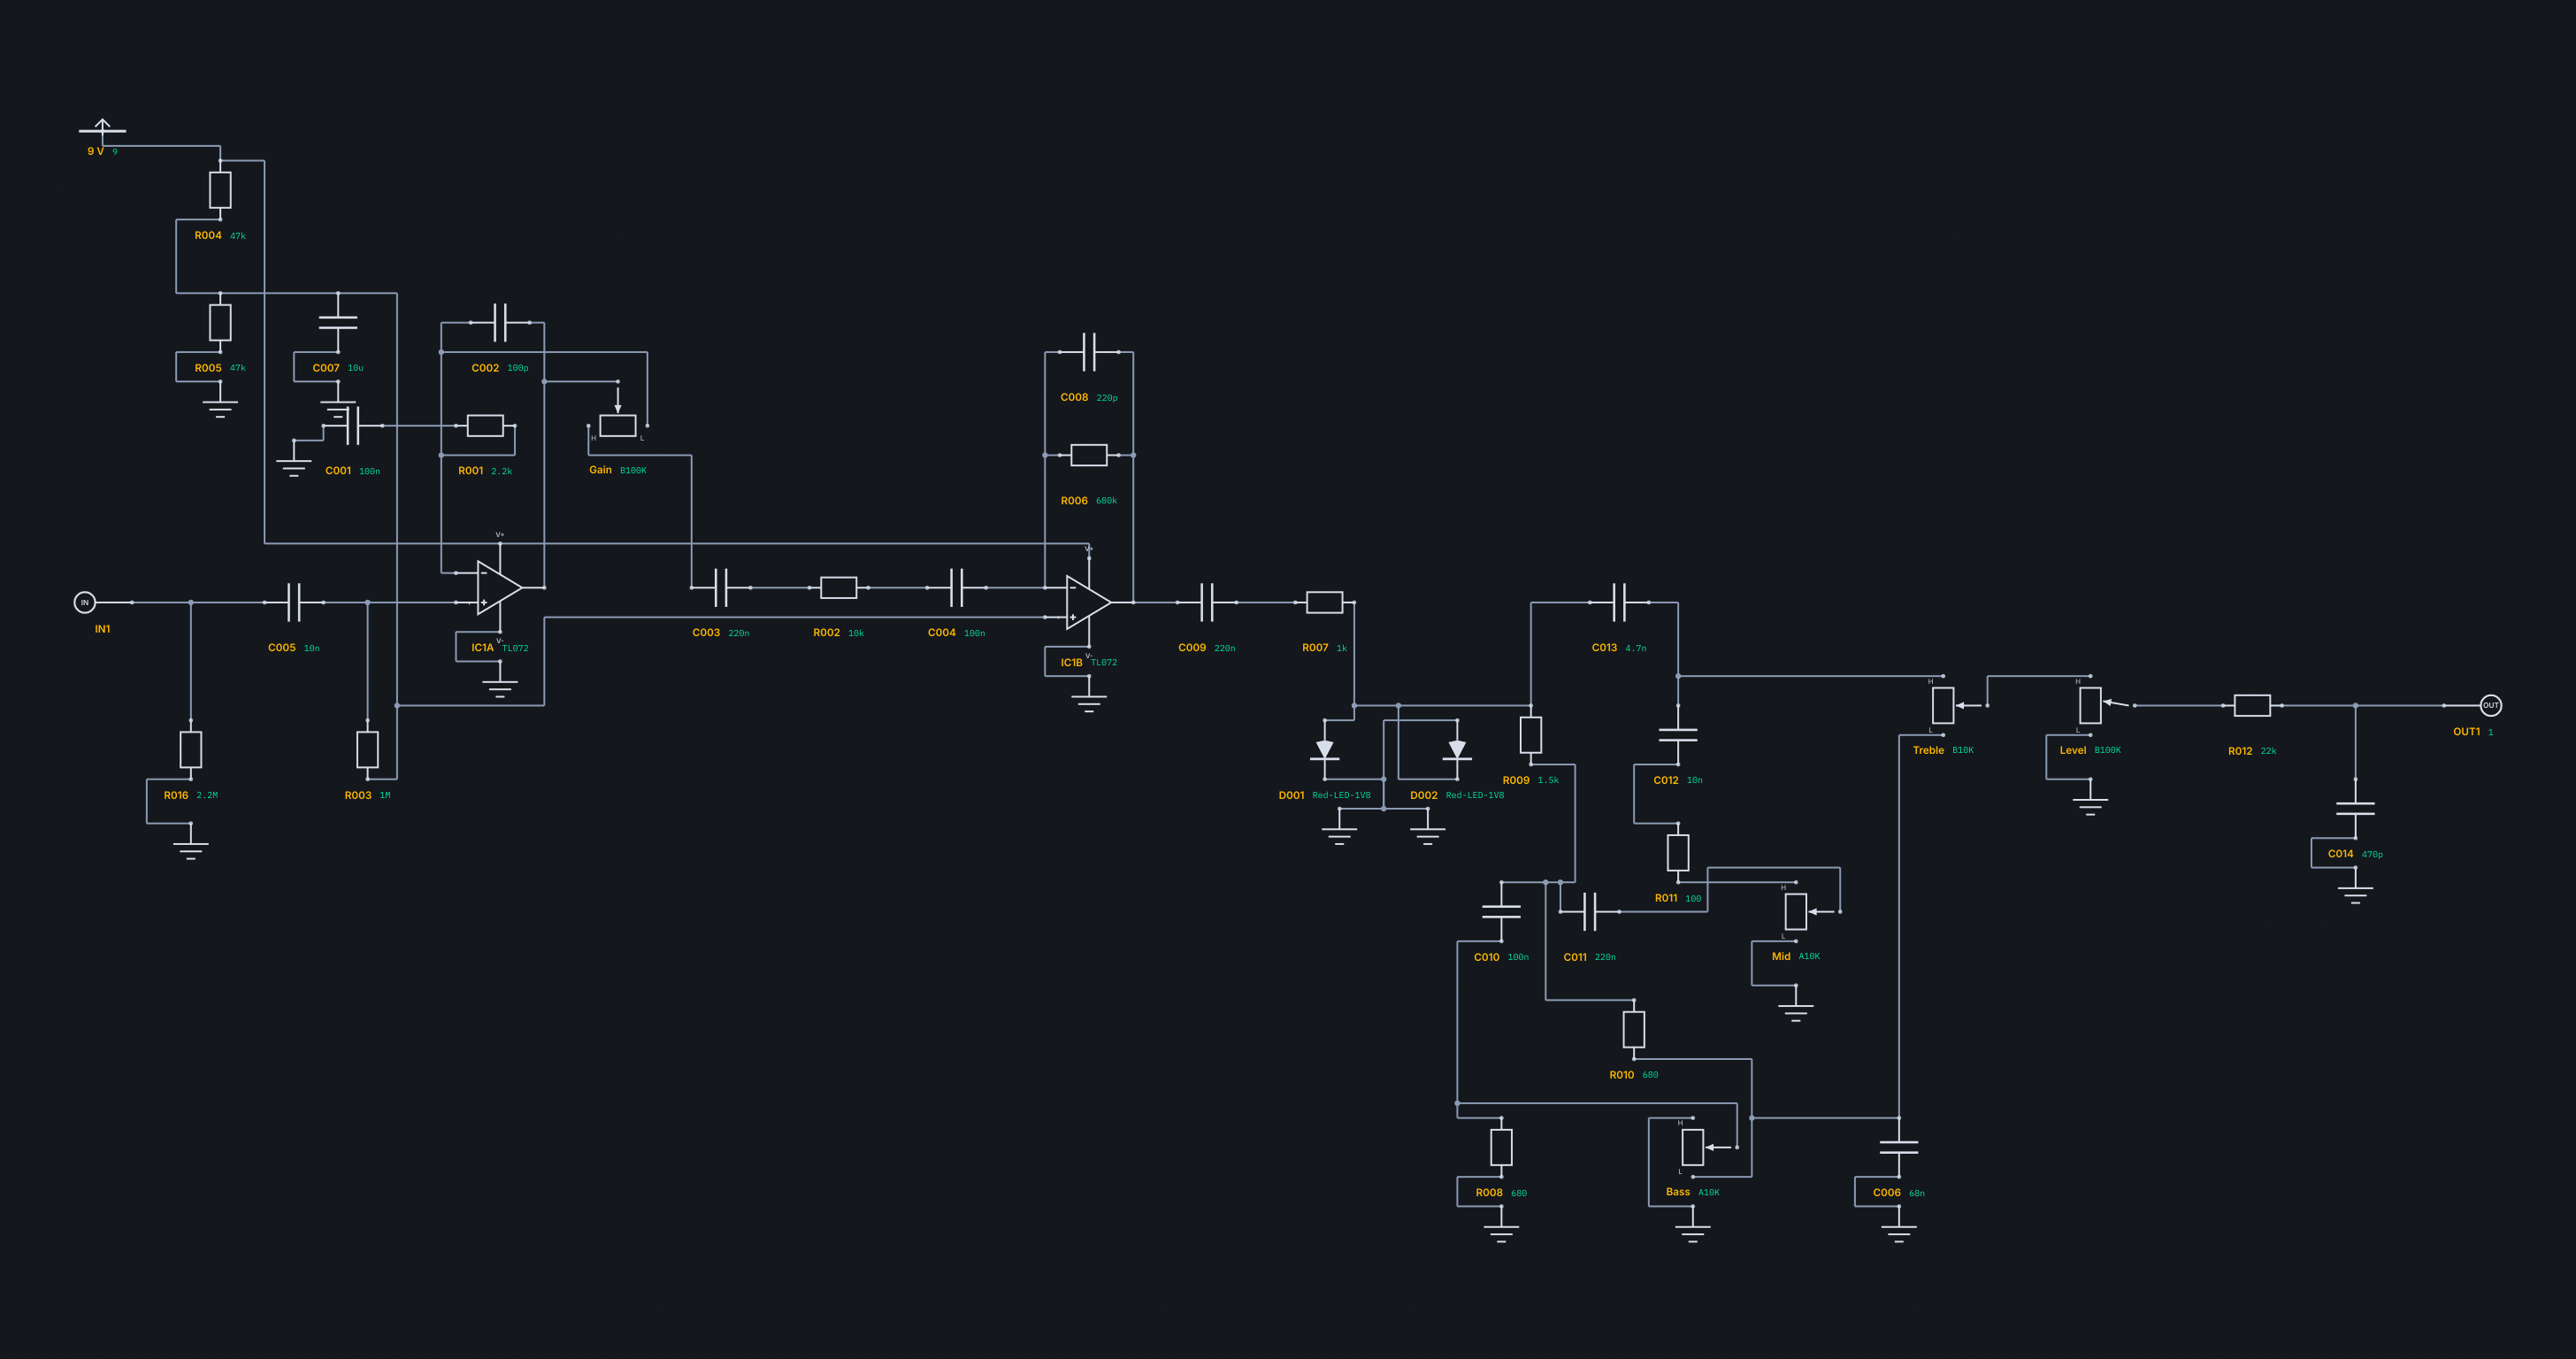 9 V 9
R004 47k
R005 47k
C007 10u
C002 100p
C008 220p
H L
C001 100n
R001 2.2k
Gain B100K
R006 680k
V+
V+
IN
IN1
C005 10n
V-
IC1A TL072
C003 220n
R002 10k
C004 100n
V-
IC1B TL072
C009 220n
R007 1k
C013 4.7n
H
H
OUT
L
L
Treble B10K
Level B100K
R012 22k
OUT1 1
R016 2.2M
R003 1M
D001 Red-LED-1V8
D002 Red-LED-1V8
R009 1.5k
C012 10n
C014 470p
H
R011 100
L
C010 100n
C011 220n
Mid A10K
R010 680
H
L
R008 680
Bass A10K
C006 68n